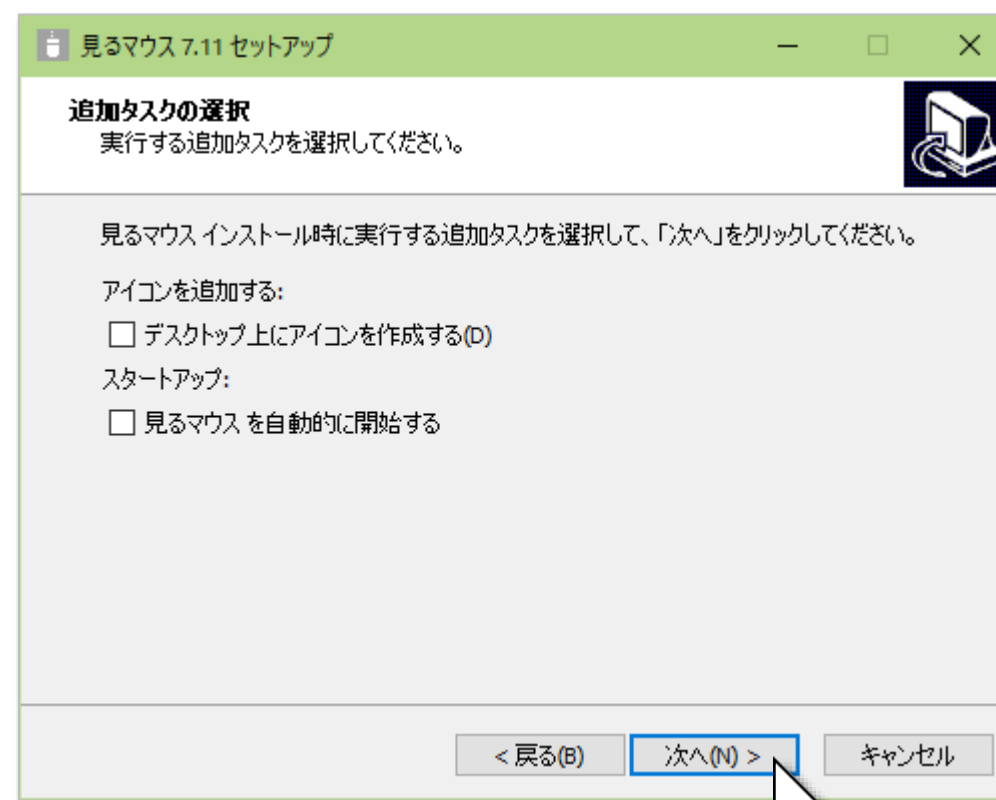 見るマウス 7.11 セットアップ
追加タスクの選択
実行する追加タスクを選択してください。
見るマウス インストール時に実行する追加タスクを選択して、「次へ」をクリックしてください。
アイコンを追加する:
デスクトップ上にアイコンを作成する(D)
スタートアップ:
見るマウス を自動的に開始する
< 戻る(B) 次へ(N) > キャンセル